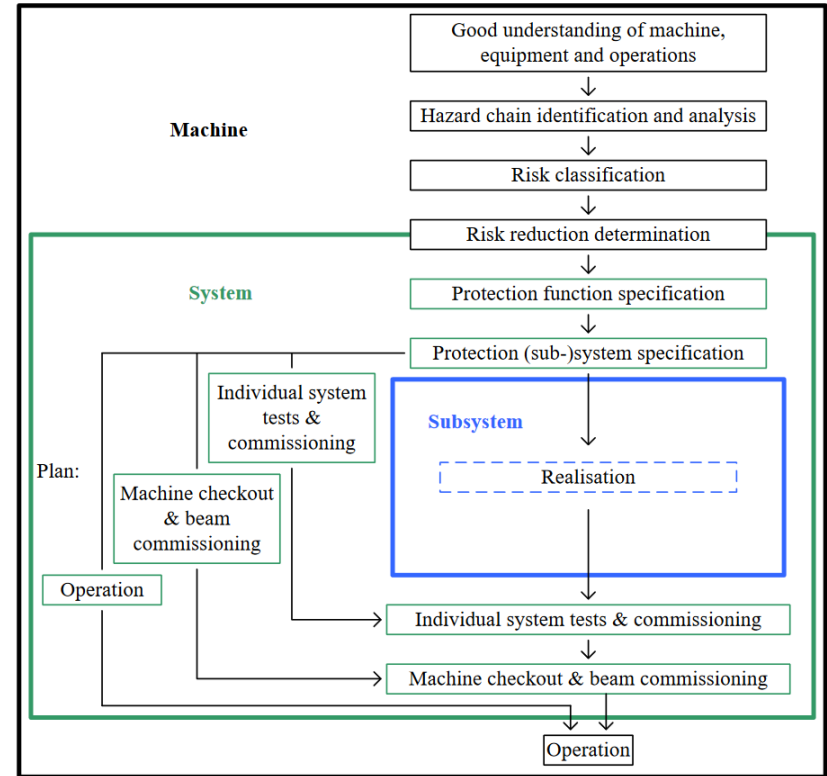 Good understanding of machine,
equipment and operations
Hazard chain identification and analysis
Machine
Risk classification
Risk reduction determination
System
Protection function specification
Protection (sub-)system specification
Individual system
tests &
commissioning
Subsystem
Plan:
Machine checkout
& beam
commissioning
Realisation
Operation
Individual system tests & commissioning
Machine checkout & beam commissioning
Operation